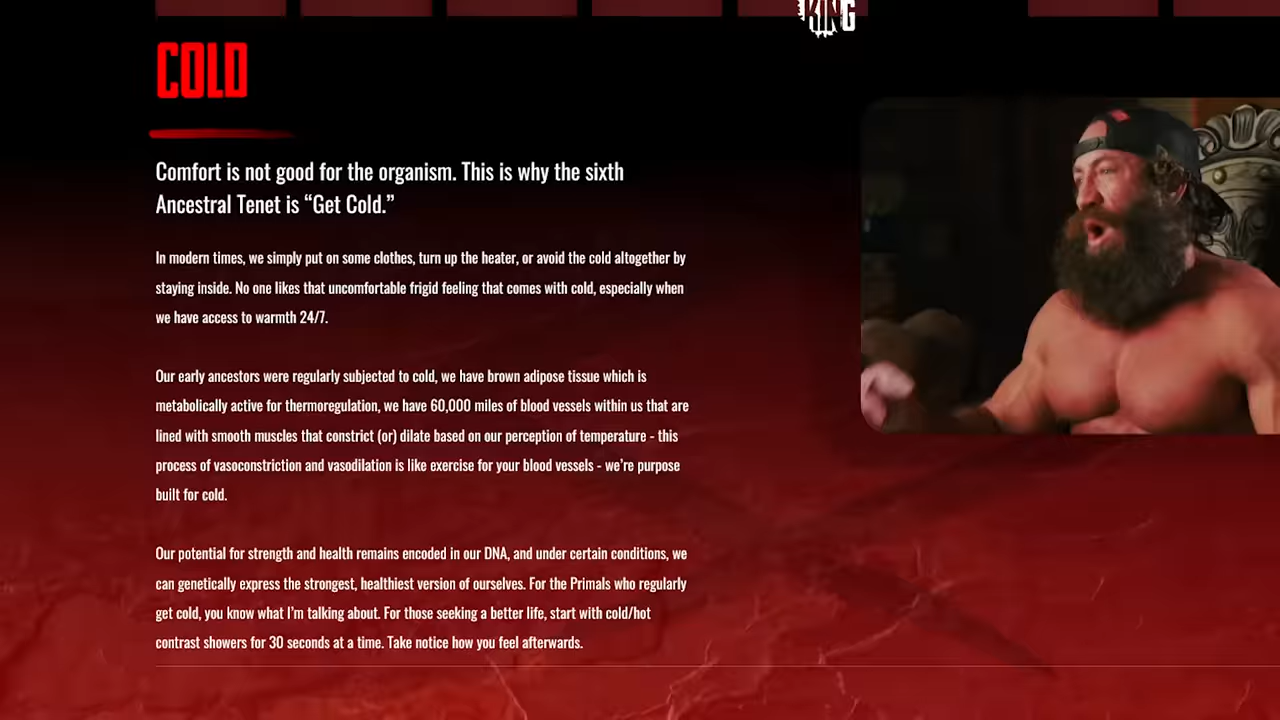 KING
COLD
Comfort is not good for the organism. This is why the sixth
Ancestral Tenet is “Get Cold.”
In modern times, we simply put on some clothes, turn up the heater, or avoid the cold altogether by
staying inside. No one likes that uncomfortable frigid feeling that comes with cold, especially when
we have access to warmth 24/7.
Our early ancestors were regularly subjected to cold, we have brown adipose tissue which is
metabolically active for thermoregulation, we have 60,000 miles of blood vessels within us that are
lined with smooth muscles that constrict (or) dilate based on our perception of temperature - this
process of vasoconstriction and vasodilation is like exercise for your blood vessels - we’re purpose
built for cold.
Our potential for strength and health remains encoded in our DNA, and under certain conditions, we
can genetically express the strongest, healthiest version of ourselves. For the Primals who regularly
get cold, you know what I’m talking about. For those seeking a better life, start with cold/hot
contrast showers for 30 seconds at a time. Take notice how you feel afterwards.